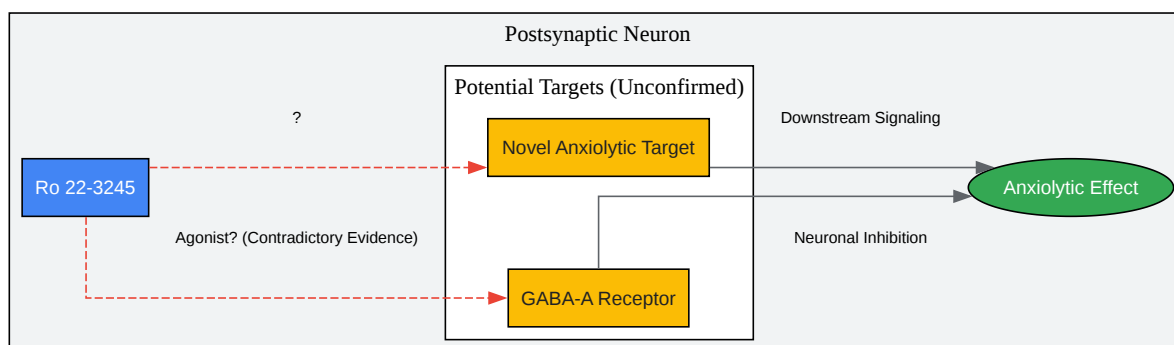 Postsynaptic Neuron
Potential Targets (Unconfirmed)
?
Downstream Signaling
Novel Anxiolytic Target
Ro 22-3245
Anxiolytic Effect
Agonist? (Contradictory Evidence)
Neuronal Inhibition
GABA-A Receptor